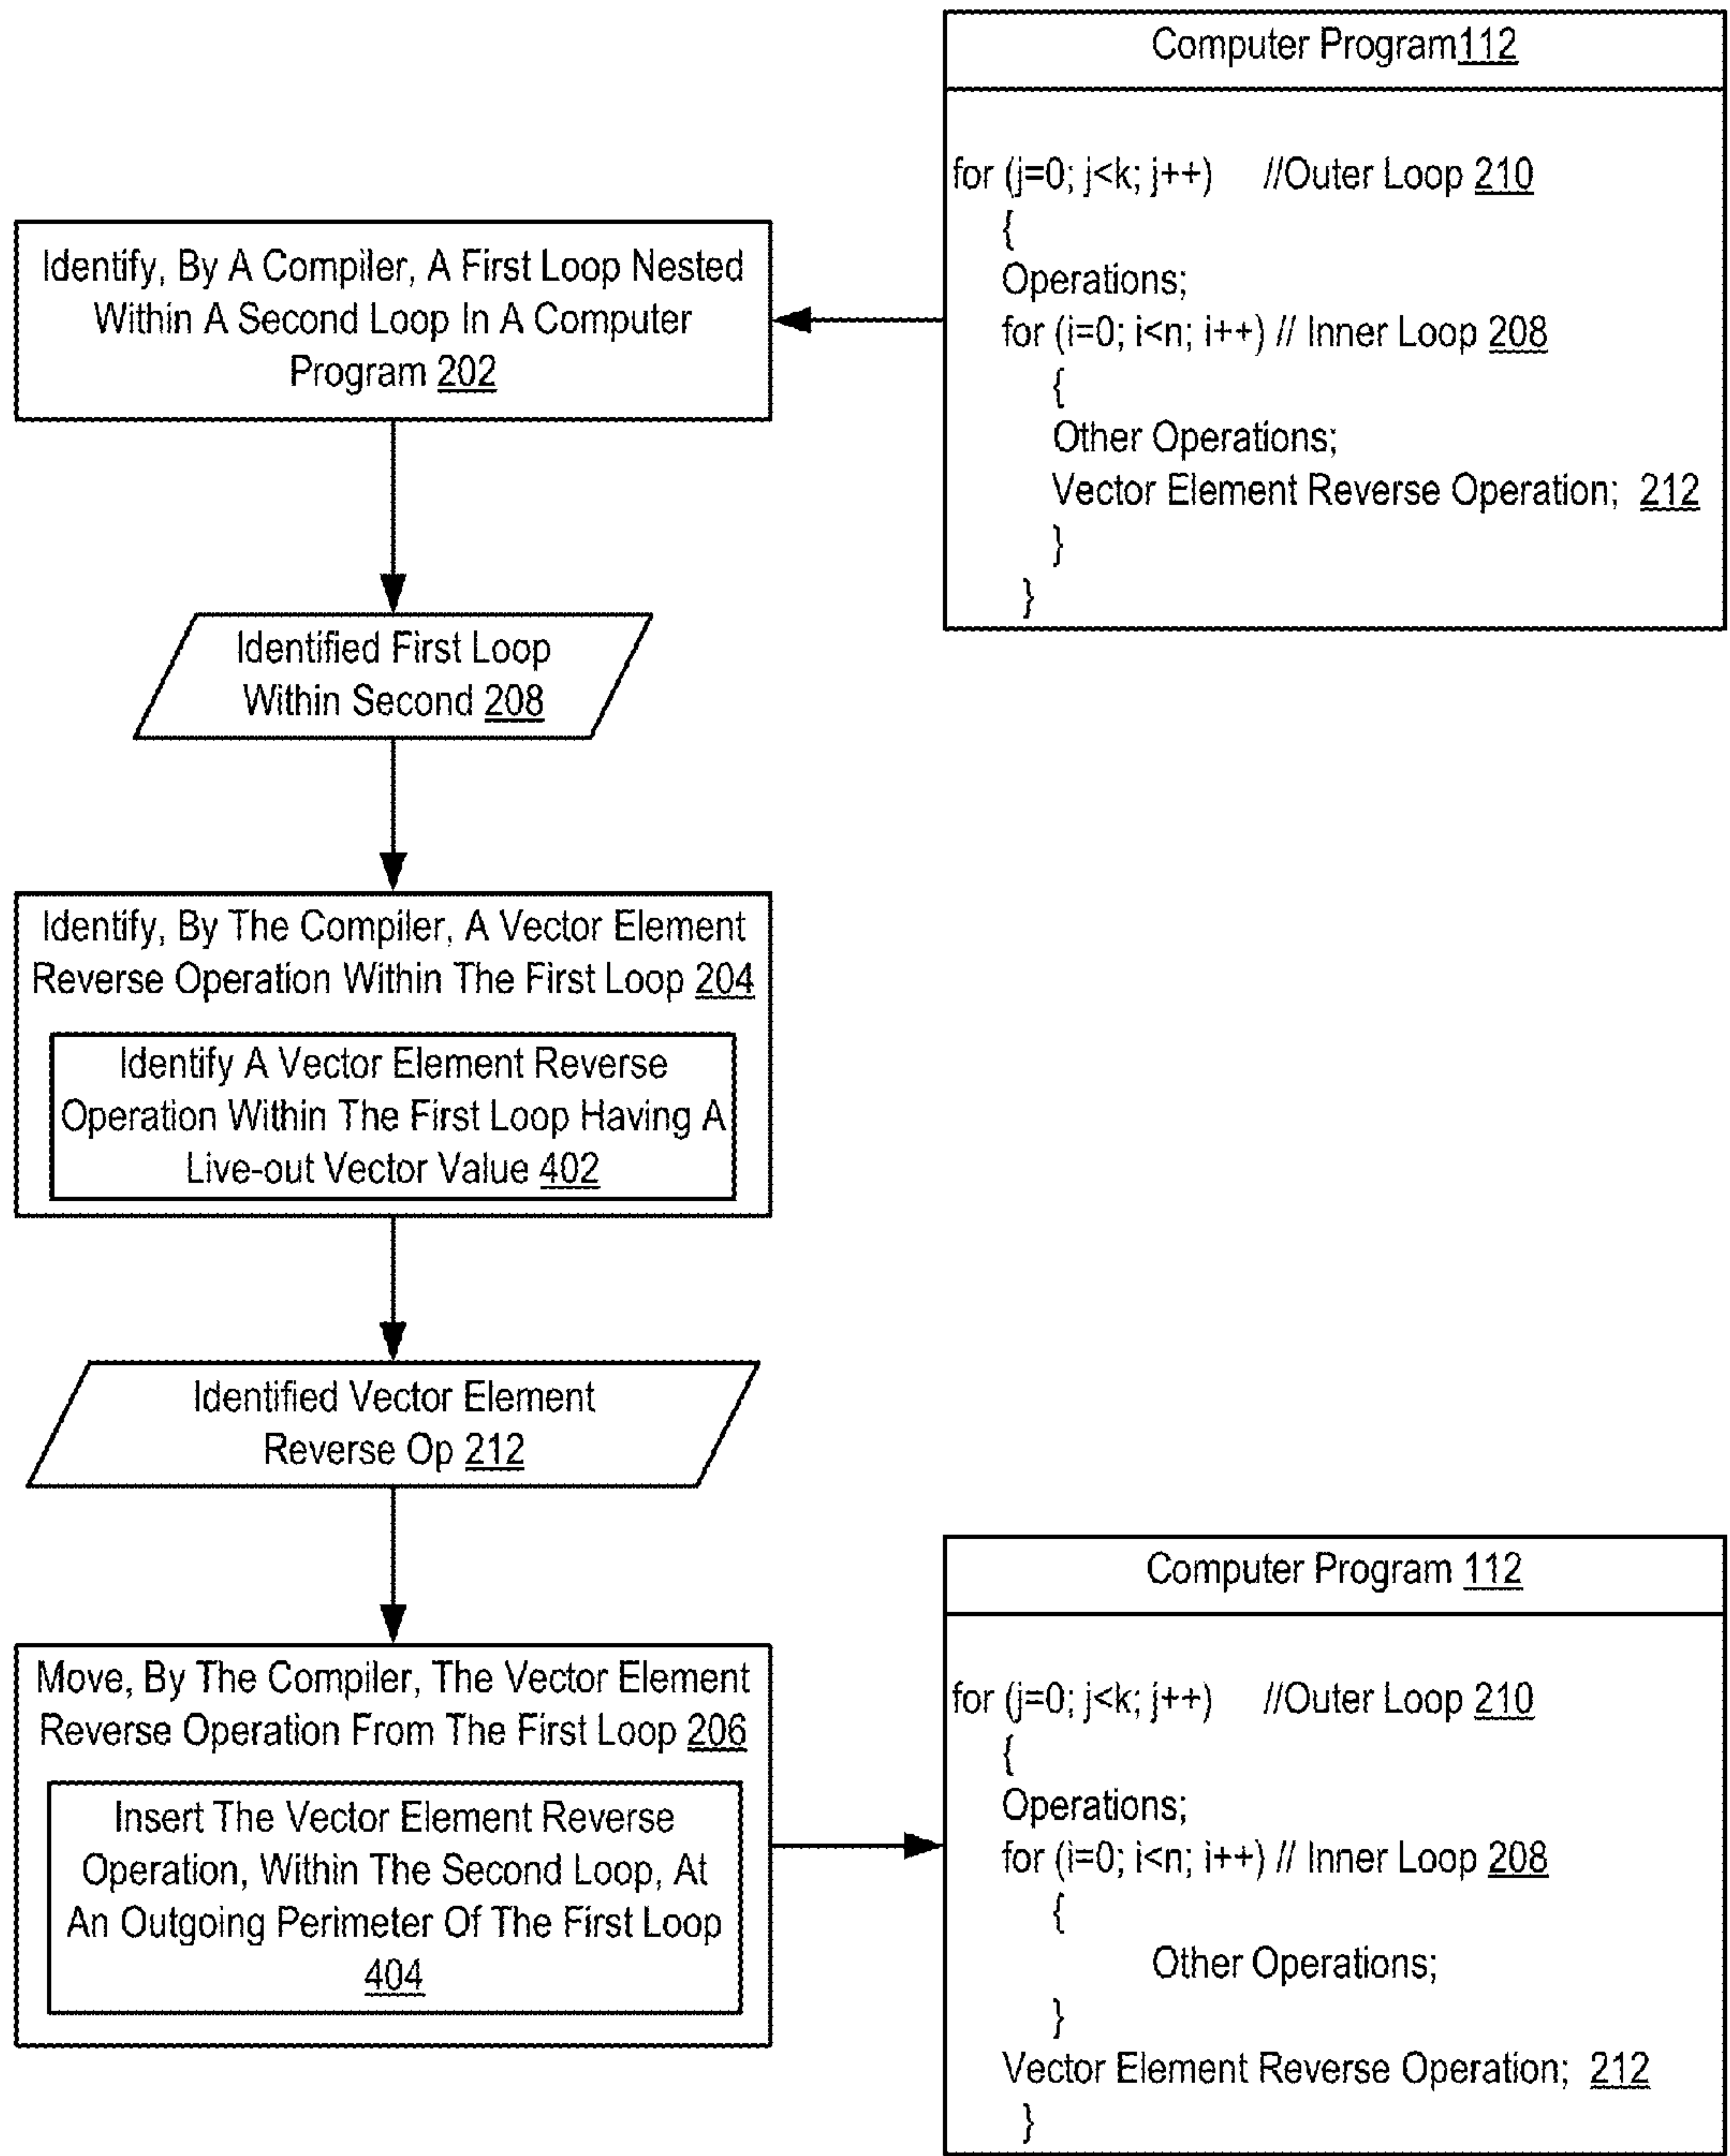 Computer Program112
for (j=0; j<k; j++) //Outer Loop 210
{
Operations;
for (i=0; i<n; i++) // Inner Loop 208
{
Other Operations;
Vector Element Reverse Operation; 212
}
}
Identify, By A Compiler, A First Loop Nested
Within A Second Loop In A Computer
Program 202
Identified First Loop
Within Second 208
Identify, By The Compiler, A Vector Element
Reverse Operation Within The First Loop 204
Identify A Vector Element Reverse
Operation Within The First Loop Having A
Live-out Vector Value 402
Identified Vector Element
Reverse Op 212
Move, By The Compiler, The Vector Element
Reverse Operation From The First Loop 206
Insert The Vector Element Reverse
Operation, Within The Second Loop, At
An Outgoing Perimeter Of The First Loop
404
Computer Program 112
for (j=0; j<k; j++) //Outer Loop 210
{
Operations;
for (i=0; i<n; i++) // Inner Loop 208
{
Other Operations;
}
Vector Element Reverse Operation; 212
}